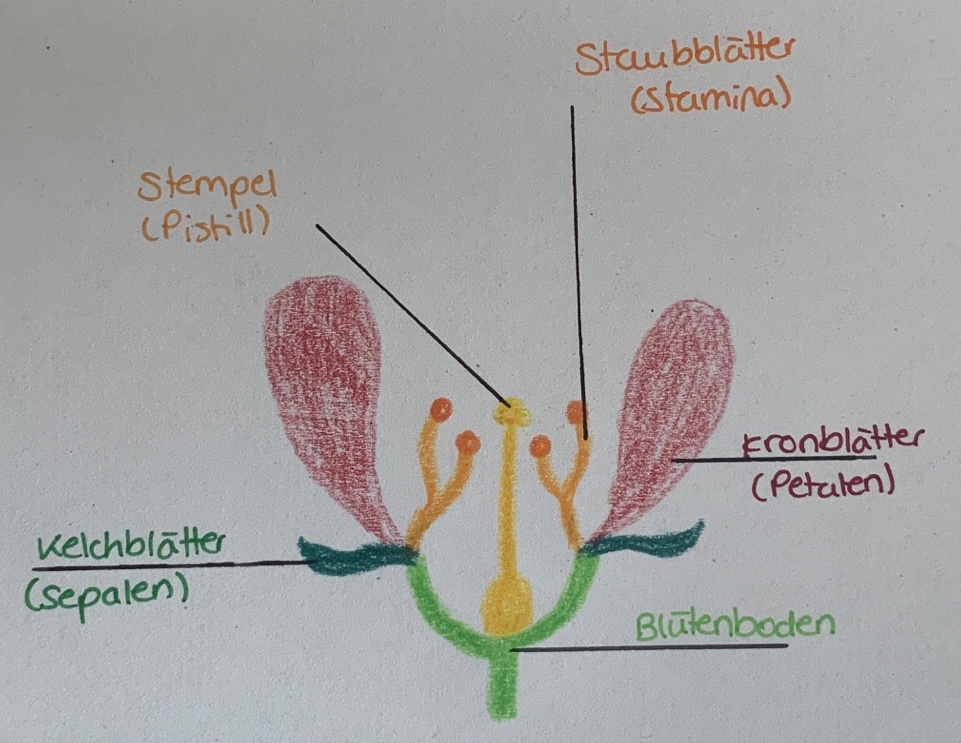 Staubblätter
(Stamina)
Stempel
(Pistill)
Kronblätter
(Petalen)
Kelchblätter
(Sepalen)
Blütenboden